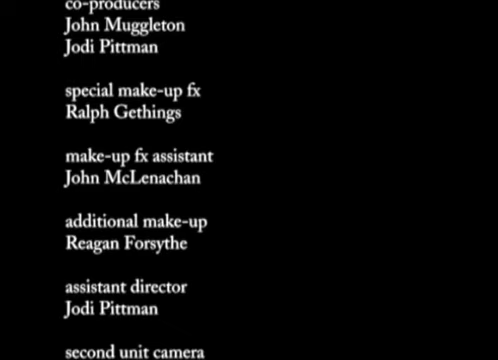 co-producers
John Muggleton
Jodi Pittman
special make-up fx
Ralph Gethings
make-up fx assistant
John McLenachan
additional make-up
Reagan Forsythe
assistant director
Jodi Pittman
second unit camera